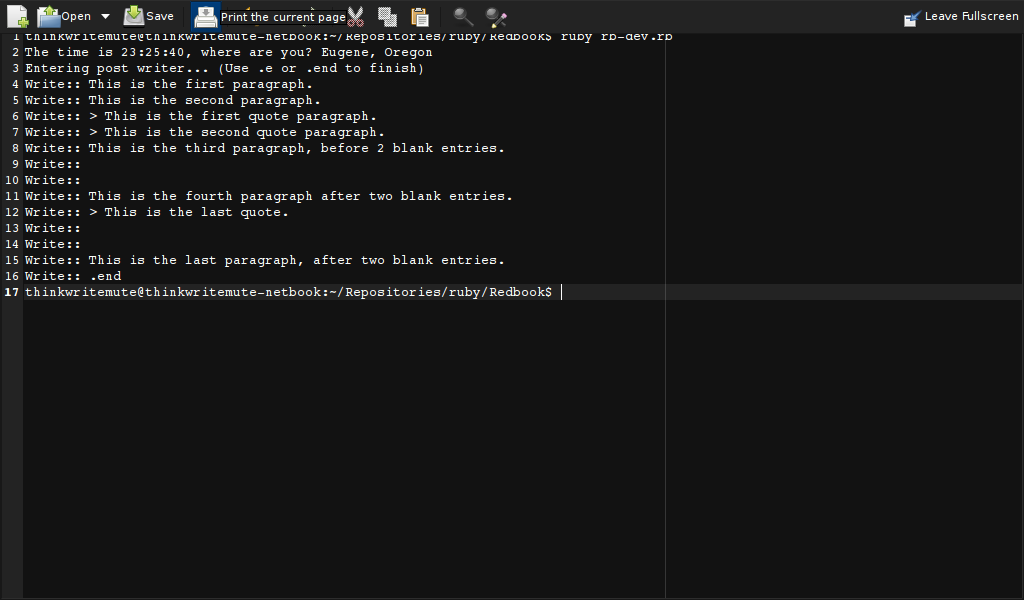 Open Save Print the current page Leave Fullscreen
1 thinkwritemute@thinkwritemute-netbook:~/Repositories/ruby/Redbook$ ruby rb-dev.rb
2 The time is 23:25:40, where are you? Eugene, Oregon
3 Entering post writer... (Use .e or .end to finish)
4 Write:: This is the first paragraph.
5 Write:: This is the second paragraph.
6 Write:: > This is the first quote paragraph.
7 Write:: > This is the second quote paragraph.
8 Write:: This is the third paragraph, before 2 blank entries.
9 Write::
10 Write::
11 Write:: This is the fourth paragraph after two blank entries.
12 Write:: > This is the last quote.
13 Write::
14 Write::
15 Write:: This is the last paragraph, after two blank entries.
16 Write:: .end
17 thinkwritemute@thinkwritemute-netbook:~/Repositories/ruby/Redbook$